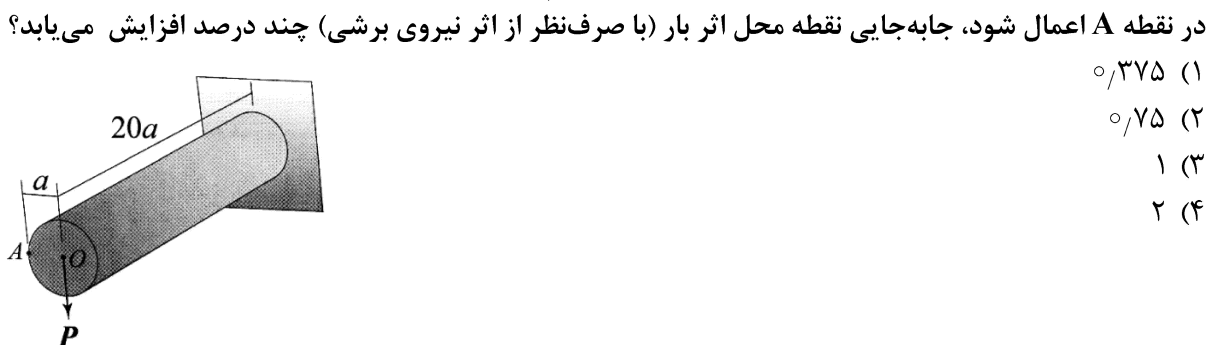 در نقطه A اعمال شود، جابه‌جایی نقطه محل اثر بار (با صرف‌نظر از اثر نیروی برشی) چند درصد افزایش می‌یابد؟
۱) ۰/۳۷۵
۲) ۰/۷۵
۳) ۱
۴) ۲
20a
a
A
O
P